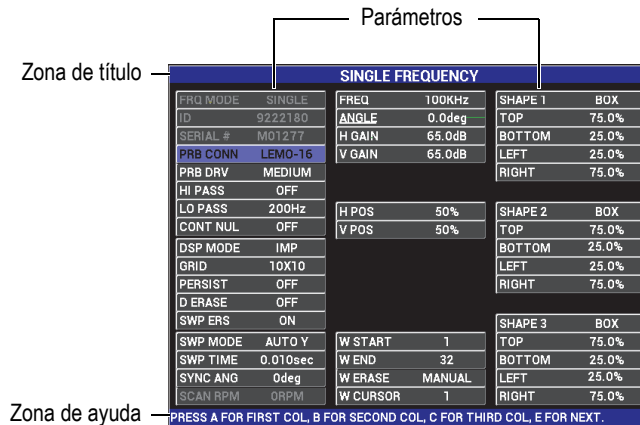 Parámetros
Zona de título
SINGLE FREQUENCY
FRQ MODE SINGLE
ID 9222180
SERIAL # M01277
PRB CONN LEMO-16
PRB DRV MEDIUM
HI PASS OFF
LO PASS 200Hz
CONT NUL OFF
DSP MODE IMP
GRID 10X10
PERSIST OFF
D ERASE OFF
SWP ERS ON
SWP MODE AUTO Y
SWP TIME 0.010sec
SYNC ANG 0deg
SCAN RPM 0RPM
FREQ 100KHz
ANGLE 0.0deg
H GAIN 65.0dB
V GAIN 65.0dB
H POS 50%
V POS 50%
W START 1
W END 32
W ERASE MANUAL
W CURSOR 1
SHAPE 1 BOX
TOP 75.0%
BOTTOM 25.0%
LEFT 25.0%
RIGHT 75.0%
SHAPE 2 BOX
TOP 75.0%
BOTTOM 25.0%
LEFT 25.0%
RIGHT 75.0%
SHAPE 3 BOX
TOP 75.0%
BOTTOM 25.0%
LEFT 25.0%
RIGHT 75.0%
Zona de ayuda
PRESS A FOR FIRST COL, B FOR SECOND COL, C FOR THIRD COL, E FOR NEXT.